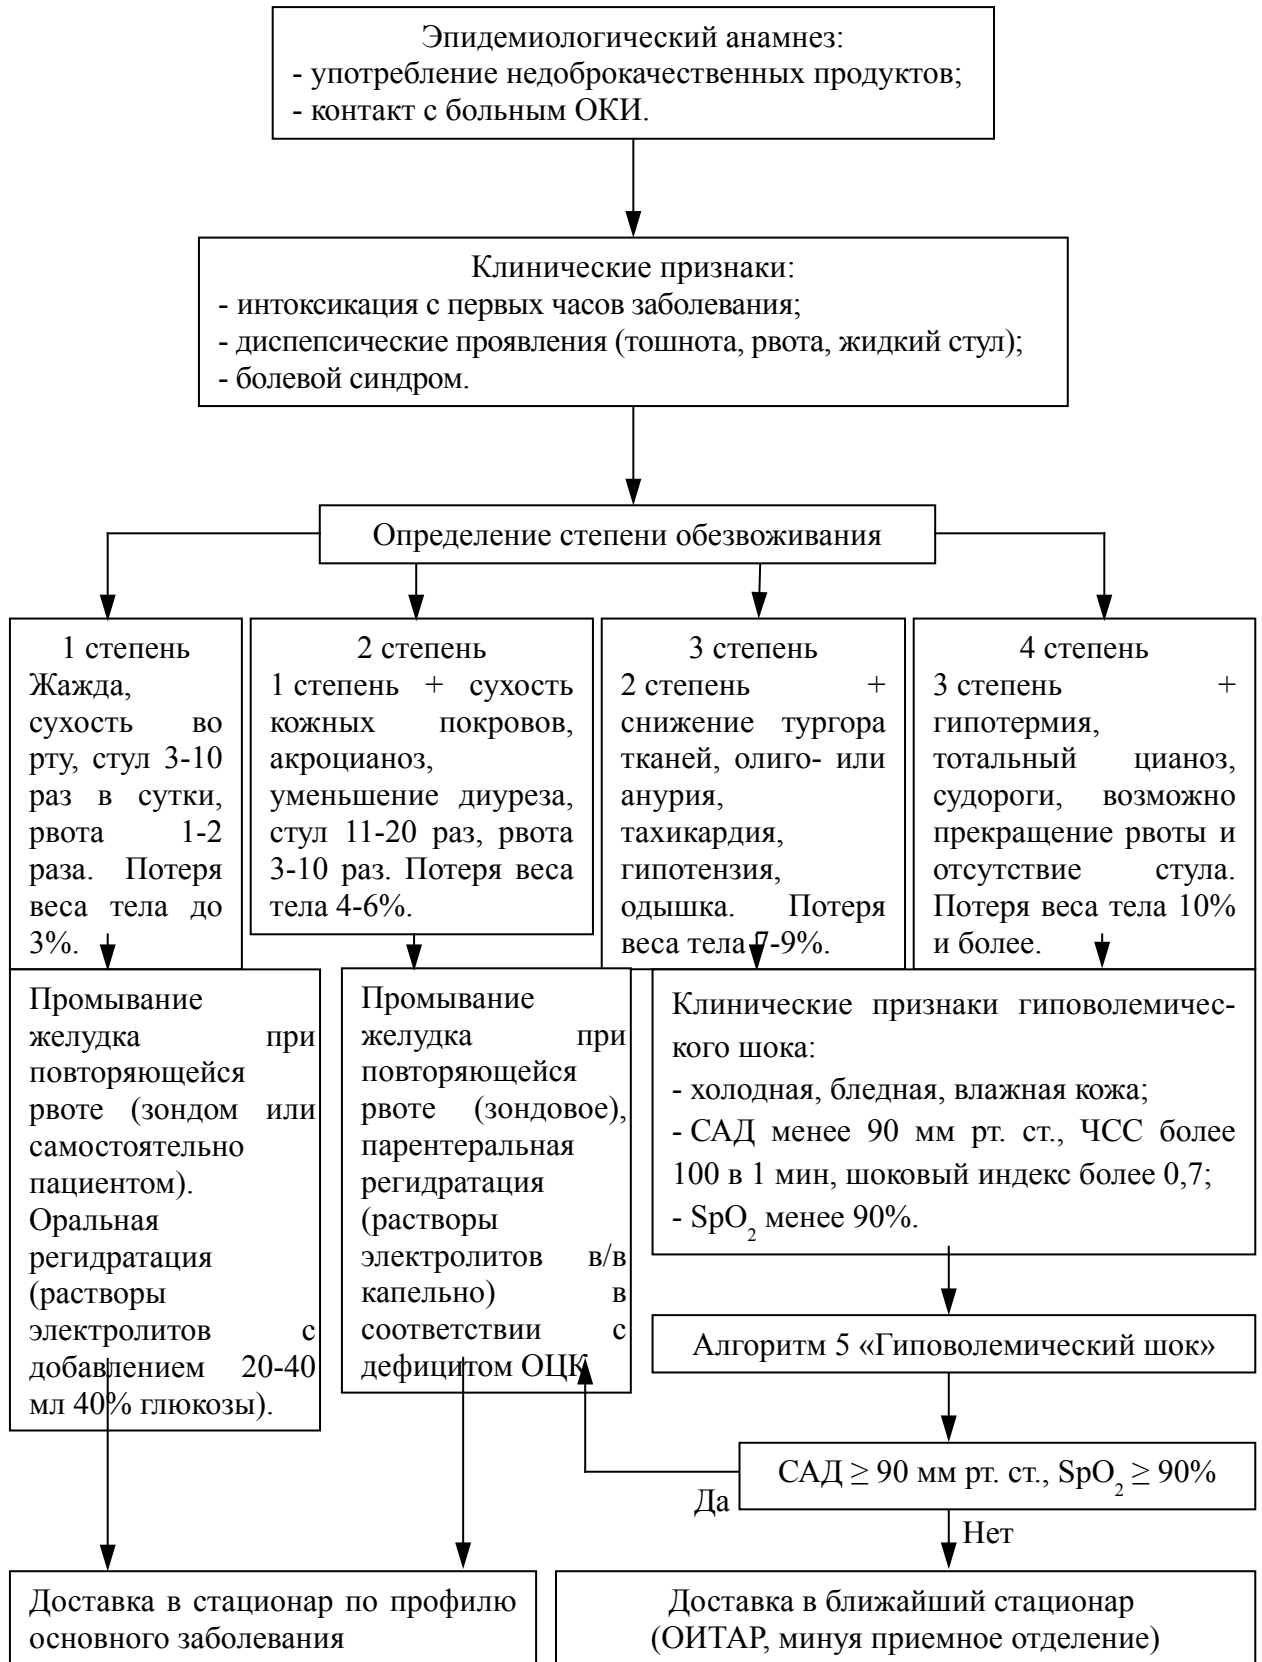 Эпидемиологический анамнез:
- употребление недоброкачественных продуктов;
- контакт с больным ОКИ.
Клинические признаки:
- интоксикация с первых часов заболевания;
- диспепсические проявления (тошнота, рвота, жидкий стул);
- болевой синдром.
Определение степени обезвоживания
1 степень
Жажда,
сухость во
рту, стул 3-10
раз в сутки,
рвота 1-2
раза. Потеря
веса тела до
3%.
2 степень
1 степень + сухость
кожных покровов,
акроцианоз,
уменьшение диуреза,
стул 11-20 раз, рвота
3-10 раз. Потеря веса
тела 4-6%.
3 степень
2 степень +
снижение тургора
тканей, олиго- или
анурия,
тахикардия,
гипотензия,
одышка. Потеря
веса тела 7-9%.
4 степень
3 степень +
гипотермия,
тотальный цианоз,
судороги, возможно
прекращение рвоты и
отсутствие стула.
Потеря веса тела 10%
и более.
Промывание
желудка при
повторяющейся
рвоте (зондом или
самостоятельно
пациентом).
Оральная
регидратация
(растворы
электролитов с
добавлением 20-40
мл 40% глюкозы).
Промывание
желудка при
повторяющейся
рвоте (зондовое),
парентеральная
регидратация
(растворы
электролитов в/в
капельно) в
соответствии с
дефицитом ОЦК
Клинические признаки гиповолемичес-
кого шока:
- холодная, бледная, влажная кожа;
- САД менее 90 мм рт. ст., ЧСС более
100 в 1 мин, шоковый индекс более 0,7;
- SpO₂ менее 90%.
Алгоритм 5 «Гиповолемический шок»
САД ≥ 90 мм рт. ст., SpO₂ ≥ 90%
Да
Нет
Доставка в стационар по профилю
основного заболевания
Доставка в ближайший стационар
(ОИТАР, минуя приемное отделение)